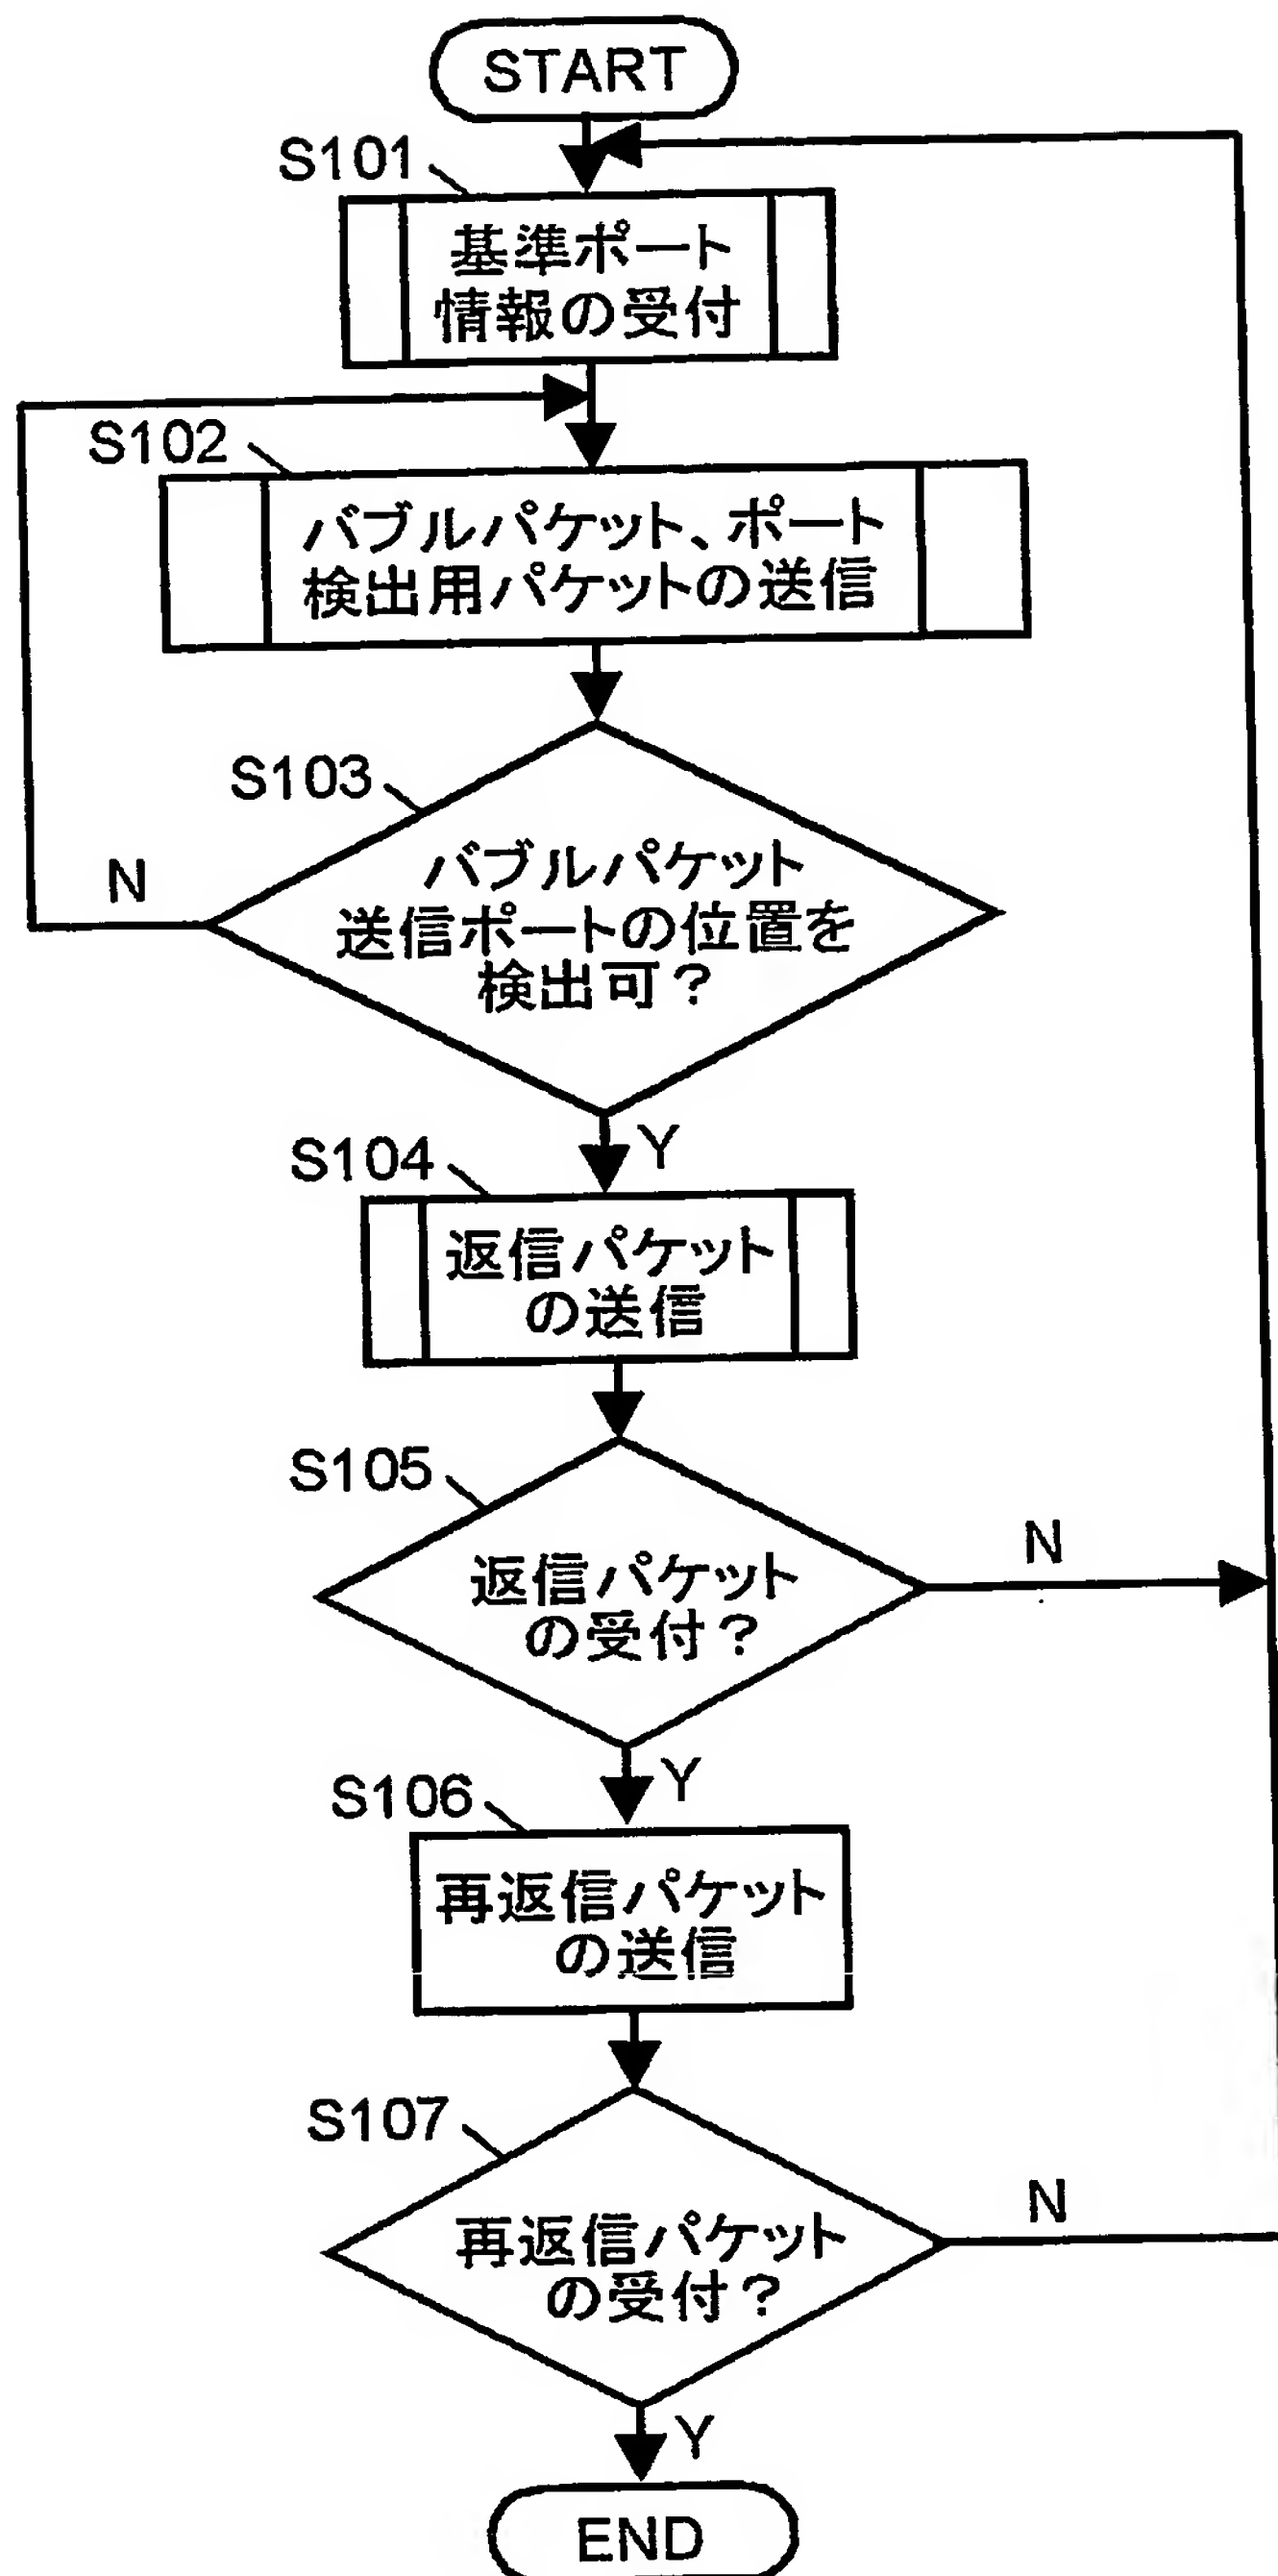 START
S101
基準ポート
情報の受付
S102
バブルパケット、ポート
検出用パケットの送信
S103
バブルパケット
送信ポートの位置を
検出可?
N
Y
S104
返信パケット
の送信
S105
返信パケット
の受付?
N
Y
S106
再返信パケット
の送信
S107
再返信パケット
の受付?
N
Y
END